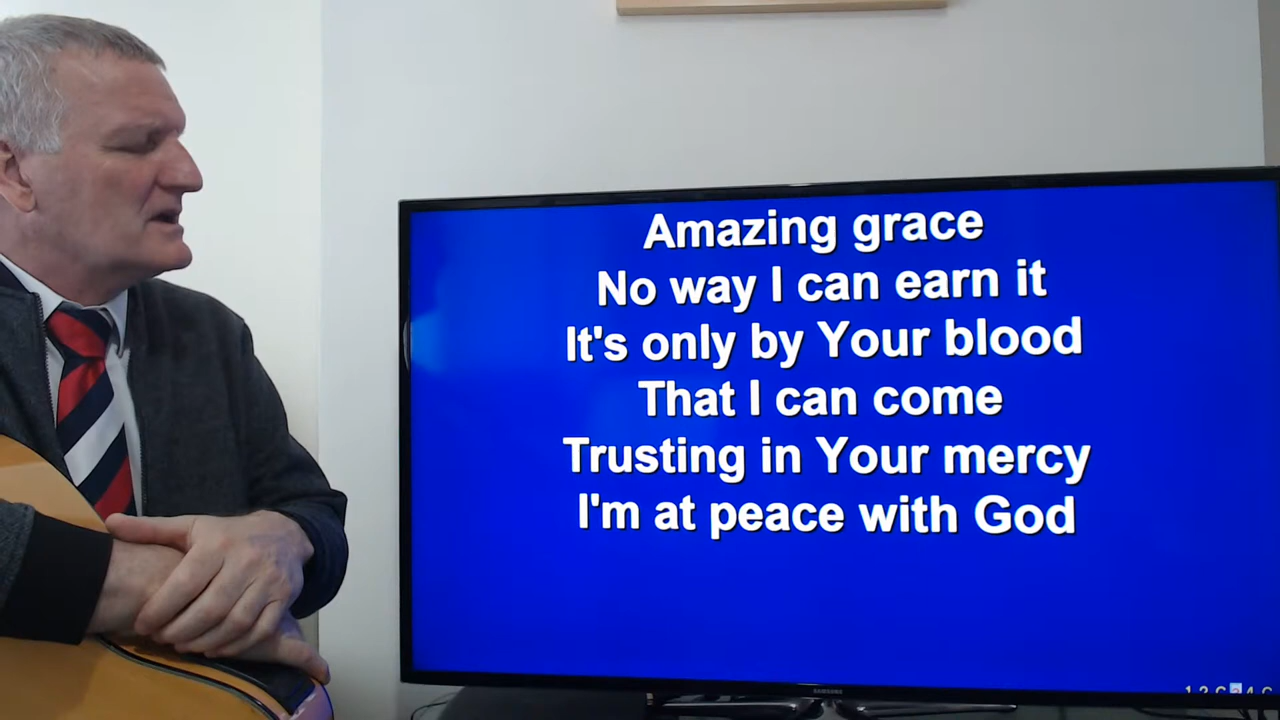 Amazing grace
No way I can earn it
It's only by Your blood
That I can come
Trusting in Your mercy
I'm at peace with God
SAMSUNG